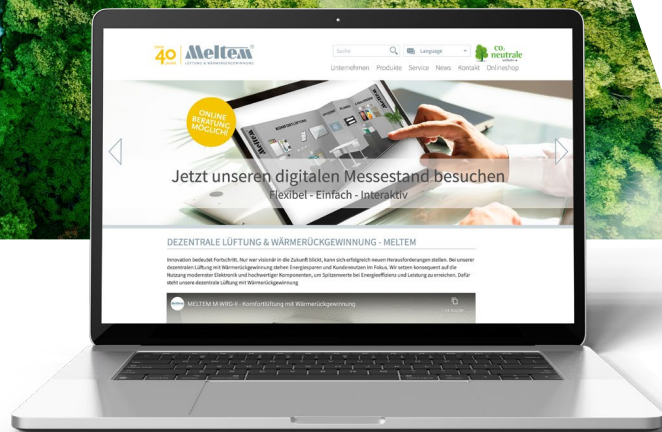 40
Meltem
LÜFTUNG & WÄRMERÜCKGEWINNUNG
Suche
Language
CO₂
neutrale
Unternehmen Produkte Service News Kontakt Onlineshop
ONLINE
BERATUNG
MÖGLICH!
Meltem
KOMFORTLÜFTUNG
Jetzt unseren digitalen Messestand besuchen
Flexibel - Einfach - Interaktiv
DEZENTRALE LÜFTUNG & WÄRMERÜCKGEWINNUNG - MELTEM
Innovation bedeutet Fortschritt. Nur wer visionär in die Zukunft blickt, kann sich erfolgreich neuen Herausforderungen stellen. Bei unserer
dezentralen Lüftung mit Wärmerückgewinnung stehen Energiesparen und Kundennutzen im Fokus. Wir setzen konsequent auf die
Nutzung modernster Elektronik und hochwertiger Komponenten, um Spitzenwerte bei Energieeffizienz und Leistung zu erreichen. Dafür
steht unsere dezentrale Lüftung mit Wärmerückgewinnung
MELTEM M-WRG-II - Komfortlüftung mit Wärmerückgewinnung